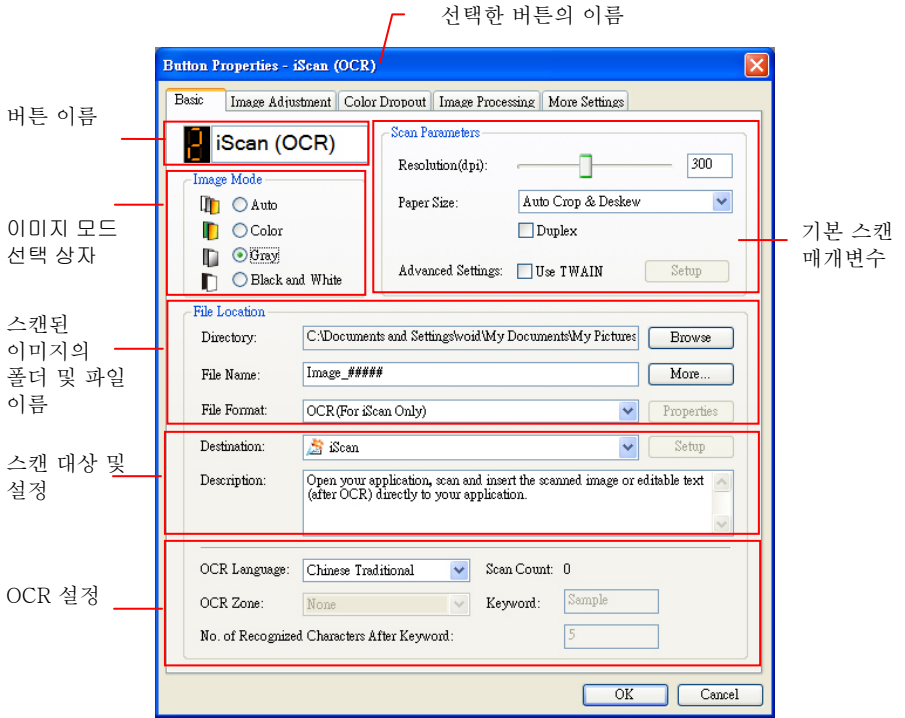 선택한 버튼의 이름
Button Properties - iScan (OCR)
Basic Image Adjustment Color Dropout Image Processing More Settings
버튼 이름
2 iScan (OCR)
Image Mode
Auto
Color
Gray
Black and White
이미지 모드
선택 상자
Scan Parameters
Resolution(dpi): 300
Paper Size: Auto Crop & Deskew
Duplex
Advanced Settings: Use TWAIN Setup
기본 스캔
매개변수
스캔된
이미지의
폴더 및 파일
이름
File Location
Directory: C:\Documents and Settings\void\My Documents\My Pictures Browse
File Name: Image_##### More...
File Format: OCR(For iScan Only) Properties
스캔 대상 및
설정
Destination: iScan Setup
Description: Open your application, scan and insert the scanned image or editable text
(after OCR) directly to your application.
OCR 설정
OCR Language: Chinese Traditional Scan Count: 0
OCR Zone: None Keyword: Sample
No. of Recognized Characters After Keyword: 5
OK Cancel